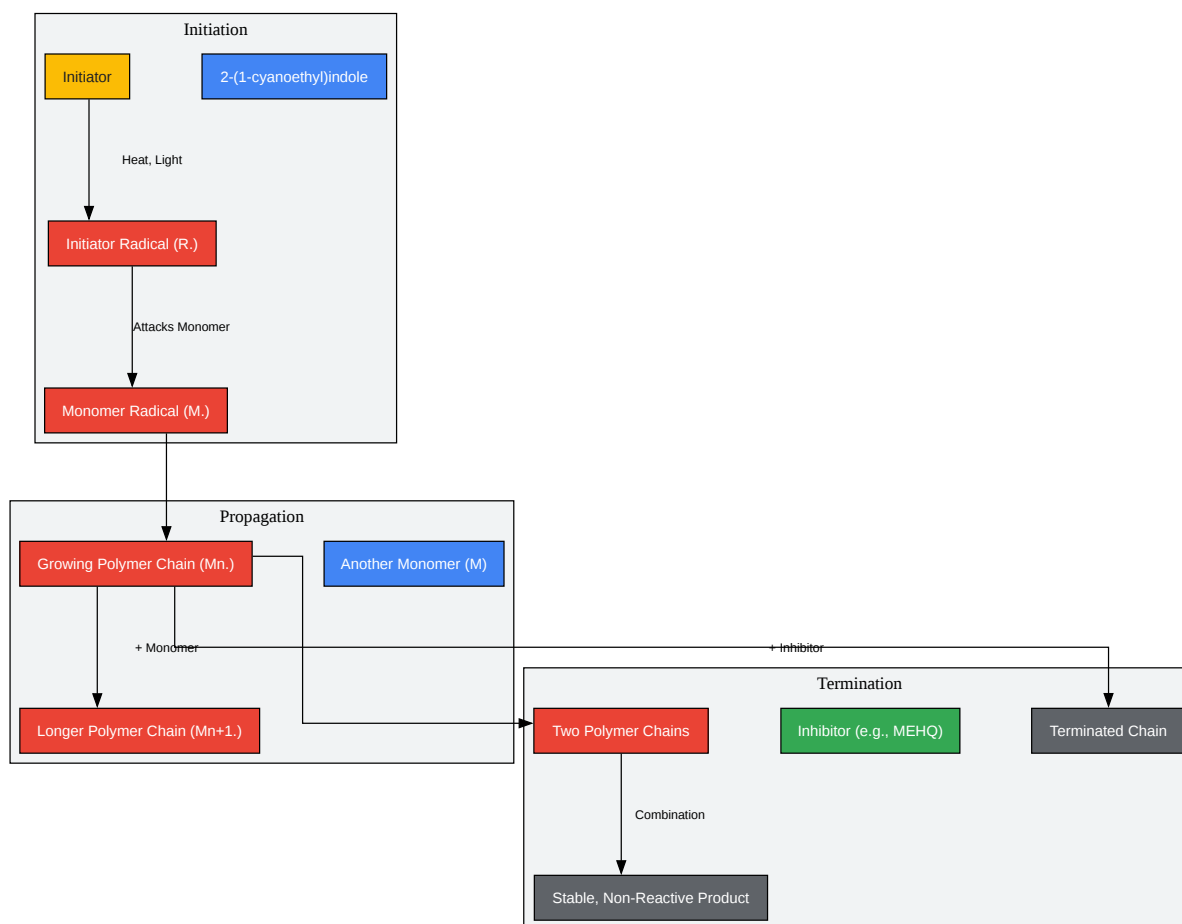 Initiation
Initiator
2-(1-cyanoethyl)indole
Heat, Light
Initiator Radical (R.)
Attacks Monomer
Monomer Radical (M.)
Propagation
Growing Polymer Chain (Mn.)
Another Monomer (M)
+ Monomer
+ Inhibitor
Longer Polymer Chain (Mn+1.)
Termination
Two Polymer Chains
Inhibitor (e.g., MEHQ)
Terminated Chain
Combination
Stable, Non-Reactive Product